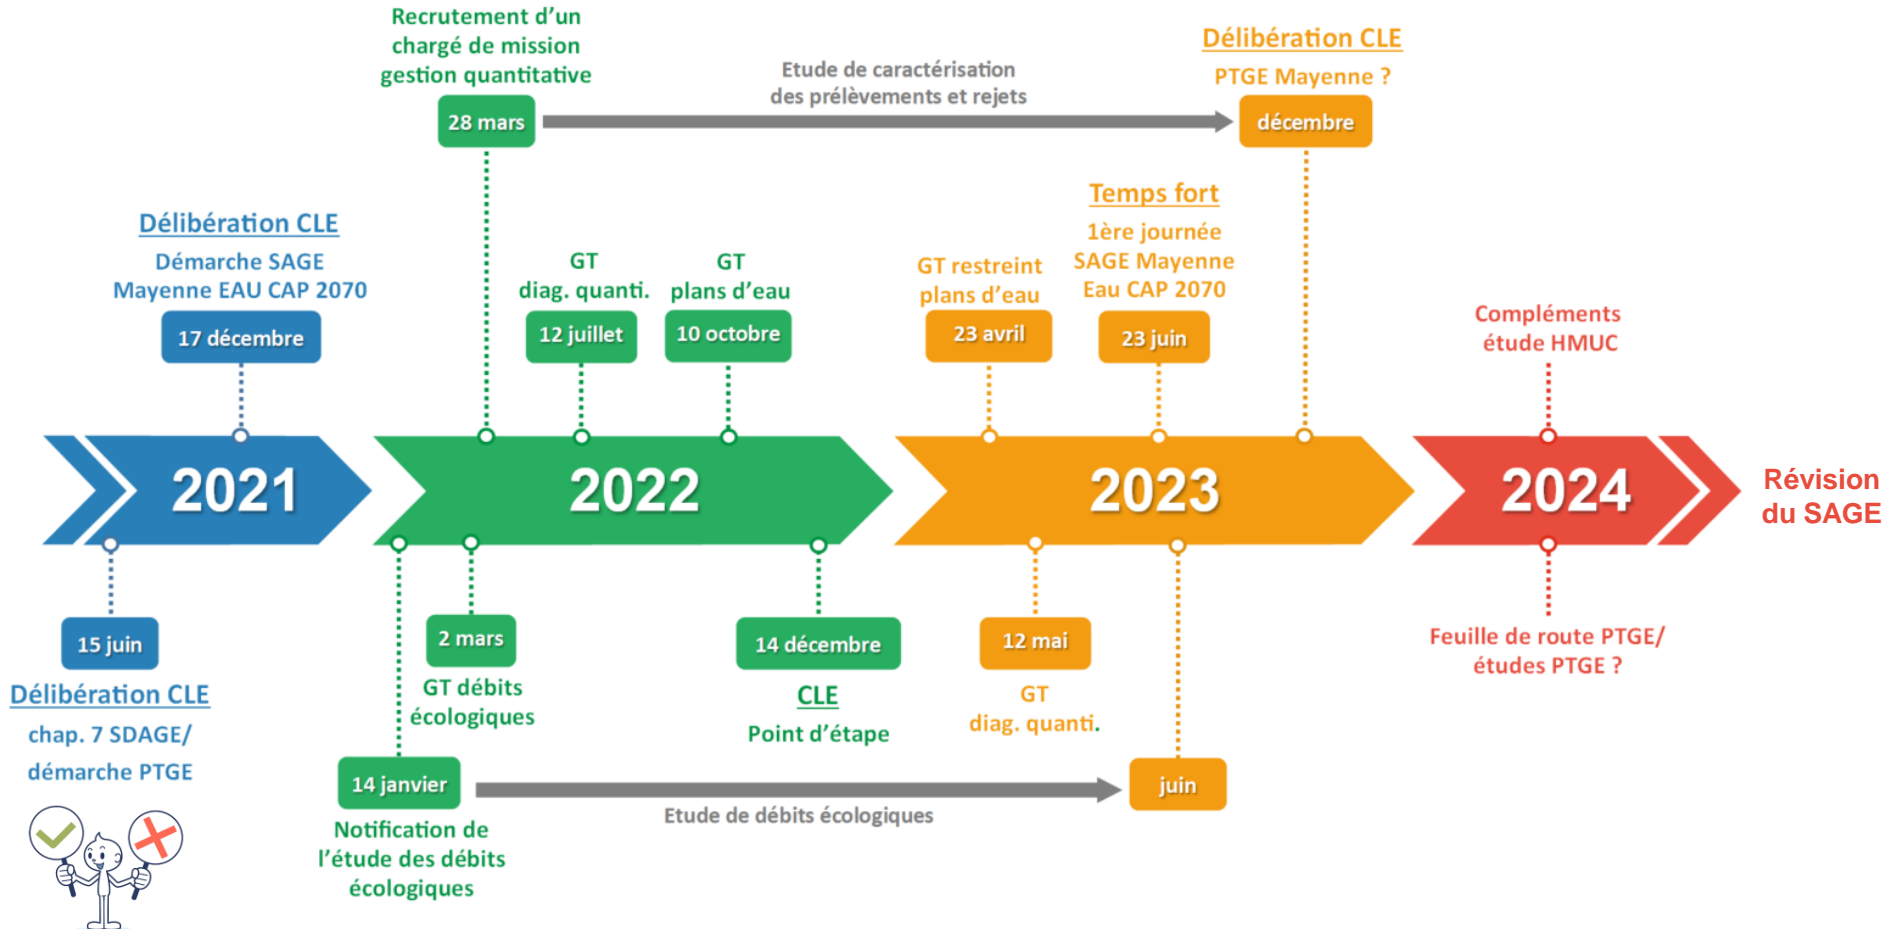 Recrutement d'un
chargé de mission
gestion quantitative
28 mars
Etude de caractérisation
des prélèvements et rejets
Délibération CLE
PTGE Mayenne ?
décembre
Délibération CLE
Démarche SAGE
Mayenne EAU CAP 2070
17 décembre
GT
diag. quanti.
12 juillet
GT
plans d'eau
10 octobre
GT restreint
plans d'eau
23 avril
Temps fort
1ère journée
SAGE Mayenne
Eau CAP 2070
23 juin
Compléments
étude HMUC
2021
2022
2023
2024
Révision
du SAGE
15 juin
Délibération CLE
chap. 7 SDAGE/
démarche PTGE
2 mars
GT débits
écologiques
14 décembre
CLE
Point d'étape
12 mai
GT
diag. quanti.
Feuille de route PTGE/
études PTGE ?
14 janvier
Notification de
l'étude des débits
écologiques
Etude de débits écologiques
juin